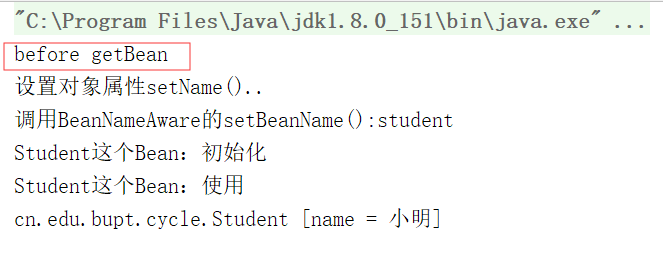 "C:\Program Files\Java\jdk1.8.0_151\bin\java.exe" ...
before getBean
设置对象属性setName()..
调用BeanNameAware的setBeanName():student
Student这个Bean：初始化
Student这个Bean：使用
cn.edu.bupt.cycle.Student [name = 小明]